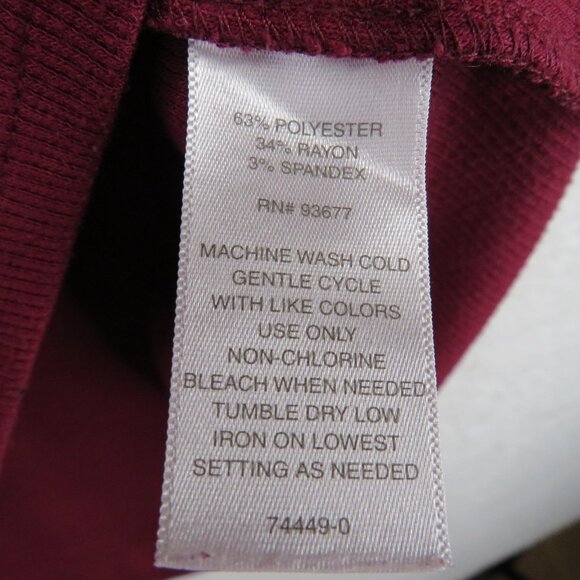 63% POLYESTER
34% RAYON
3% SPANDEX
RN# 93677
MACHINE WASH COLD
GENTLE CYCLE
WITH LIKE COLORS
USE ONLY
NON-CHLORINE
BLEACH WHEN NEEDED
TUMBLE DRY LOW
IRON ON LOWEST
SETTING AS NEEDED
74449-0